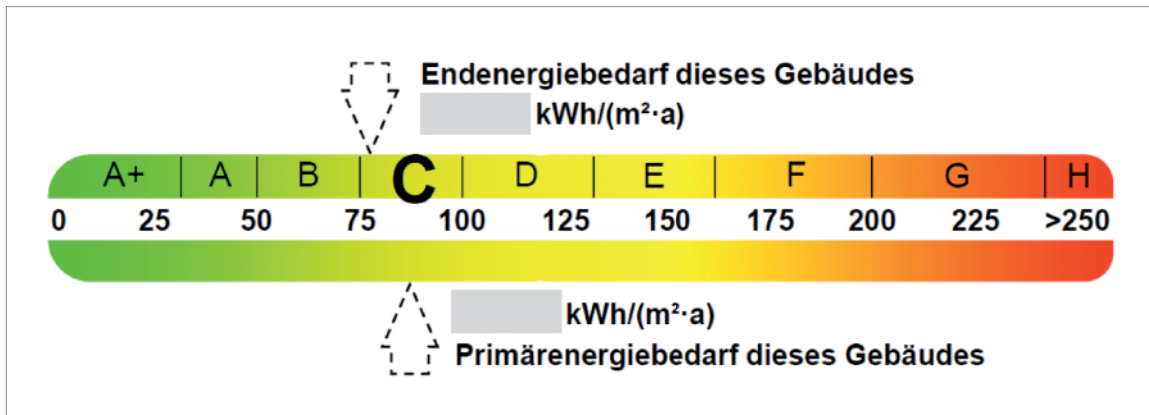 Endenergiebedarf dieses Gebäudes
kWh/(m²·a)
A+ A B C D E F G H
0 25 50 75 100 125 150 175 200 225 >250
kWh/(m²·a)
Primärenergiebedarf dieses Gebäudes